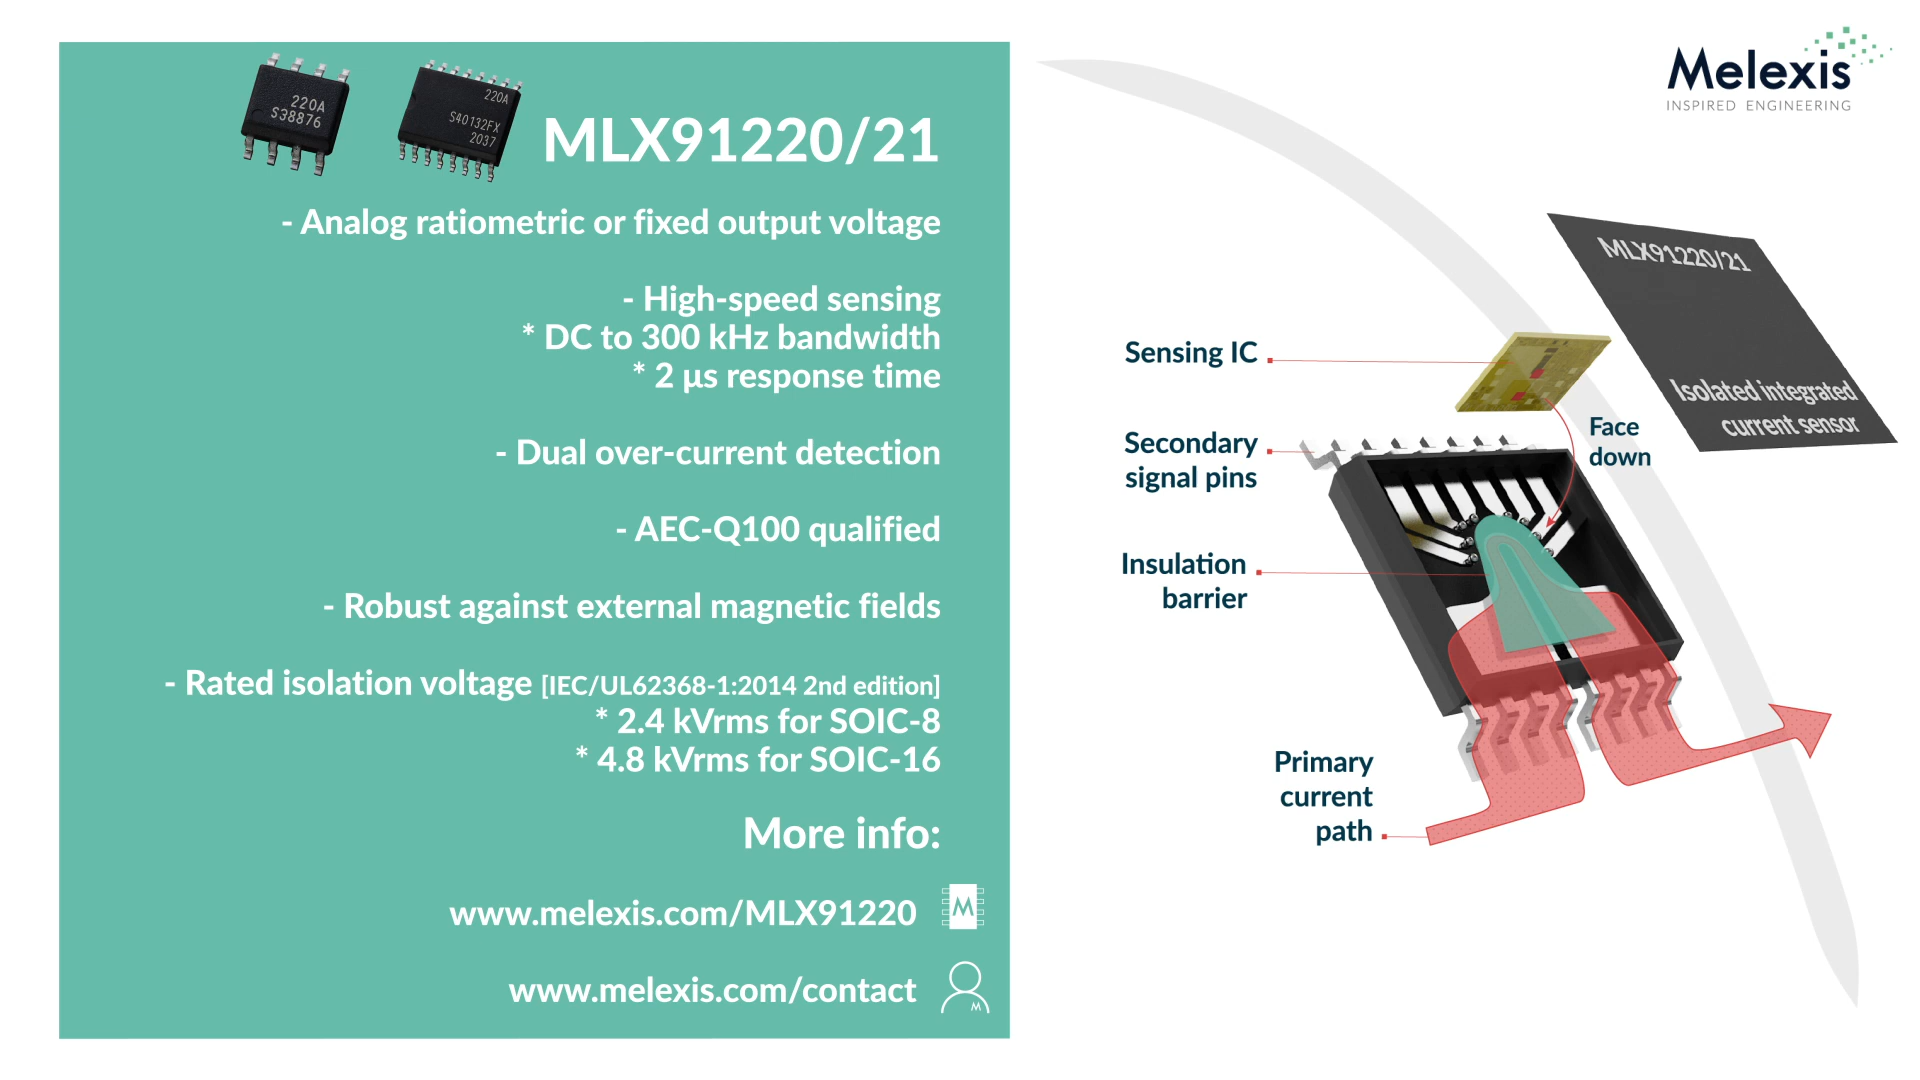 220A
S38876
220A
S40132FX
2037
MLX91220/21
- Analog ratiometric or fixed output voltage
- High-speed sensing
* DC to 300 kHz bandwidth
* 2 µs response time
- Dual over-current detection
- AEC-Q100 qualified
- Robust against external magnetic fields
- Rated isolation voltage [IEC/UL62368-1:2014 2nd edition]
* 2.4 kVrms for SOIC-8
* 4.8 kVrms for SOIC-16
More info:
www.melexis.com/MLX91220
M
www.melexis.com/contact
M
Melexis
INSPIRED ENGINEERING
MLX91220/21
Isolated integrated
current sensor
Sensing IC
Face
down
Secondary
signal pins
Insulation
barrier
Primary
current
path